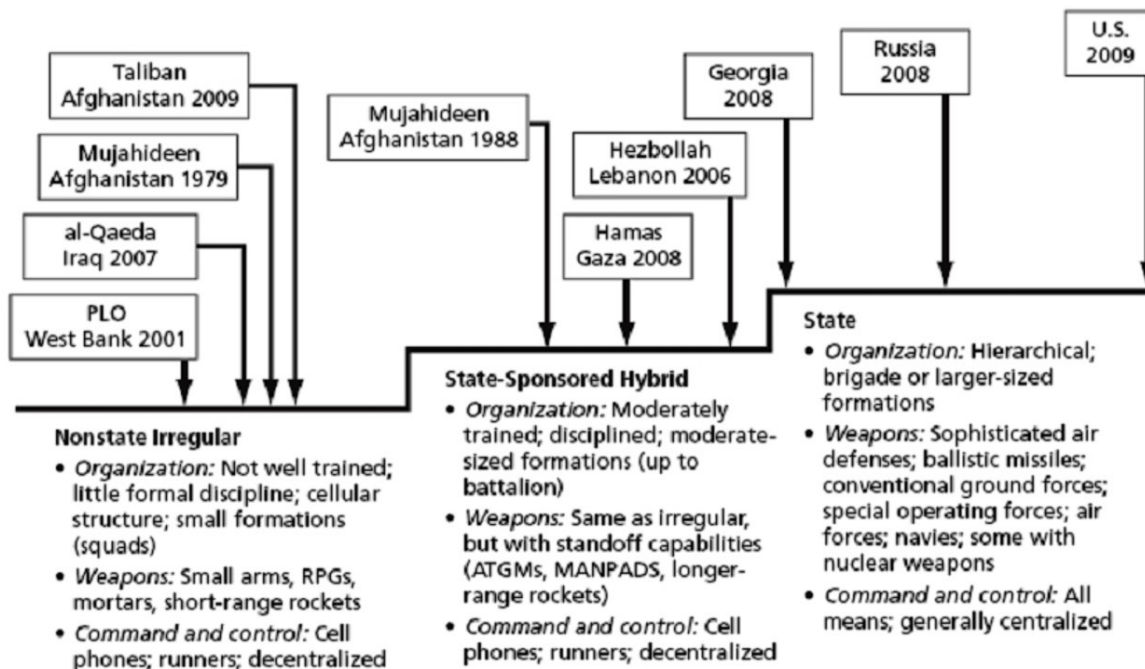 Taliban
Afghanistan 2009
Mujahideen
Afghanistan 1979
al-Qaeda
Iraq 2007
PLO
West Bank 2001
Mujahideen
Afghanistan 1988
Hamas
Gaza 2008
Hezbollah
Lebanon 2006
Georgia
2008
Russia
2008
U.S.
2009
Nonstate Irregular
• Organization: Not well trained;
little formal discipline; cellular
structure; small formations
(squads)
• Weapons: Small arms, RPGs,
mortars, short-range rockets
• Command and control: Cell
phones; runners; decentralized
State-Sponsored Hybrid
• Organization: Moderately
trained; disciplined; moderate-
sized formations (up to
battalion)
• Weapons: Same as irregular,
but with standoff capabilities
(ATGMs, MANPADS, longer-
range rockets)
• Command and control: Cell
phones; runners; decentralized
State
• Organization: Hierarchical;
brigade or larger-sized
formations
• Weapons: Sophisticated air
defenses; ballistic missiles;
conventional ground forces;
special operating forces; air
forces; navies; some with
nuclear weapons
• Command and control: All
means; generally centralized